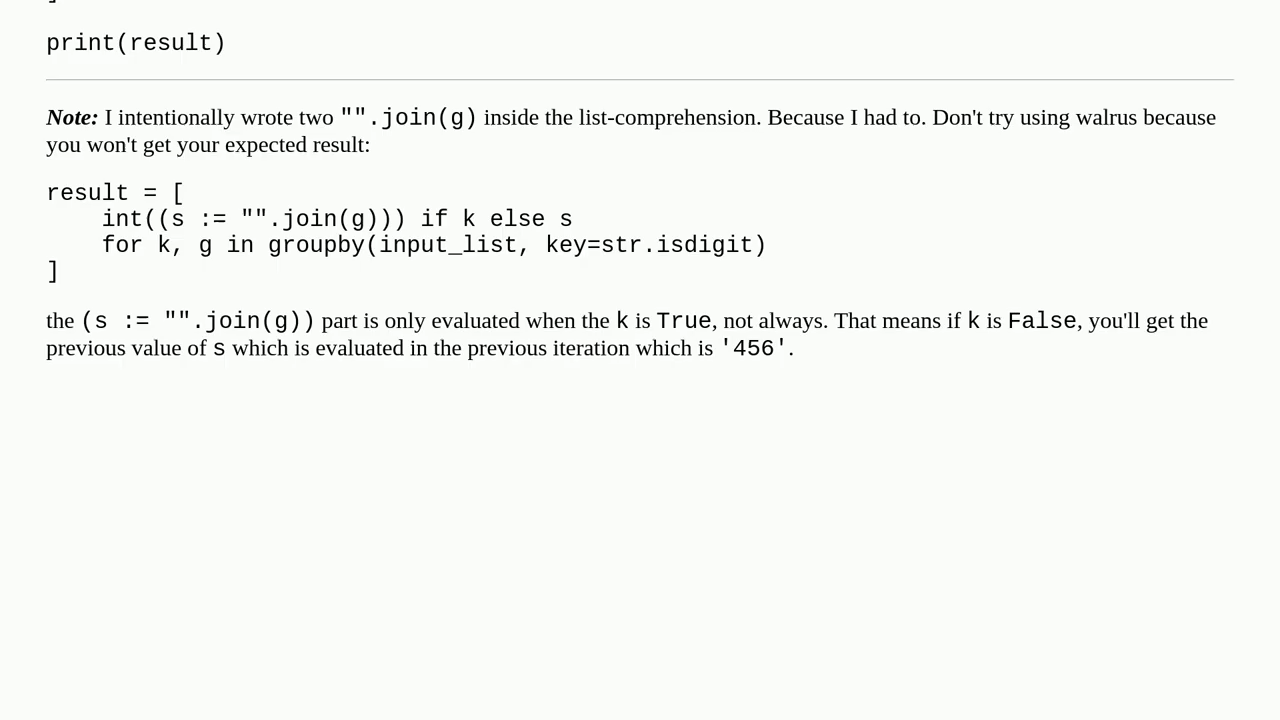 ]
print(result)
Note: I intentionally wrote two "".join(g) inside the list-comprehension. Because I had to. Don't try using walrus because
you won't get your expected result:
result = [
    int((s := "".join(g))) if k else s
    for k, g in groupby(input_list, key=str.isdigit)
]
the (s := "".join(g)) part is only evaluated when the k is True, not always. That means if k is False, you'll get the
previous value of s which is evaluated in the previous iteration which is '456'.